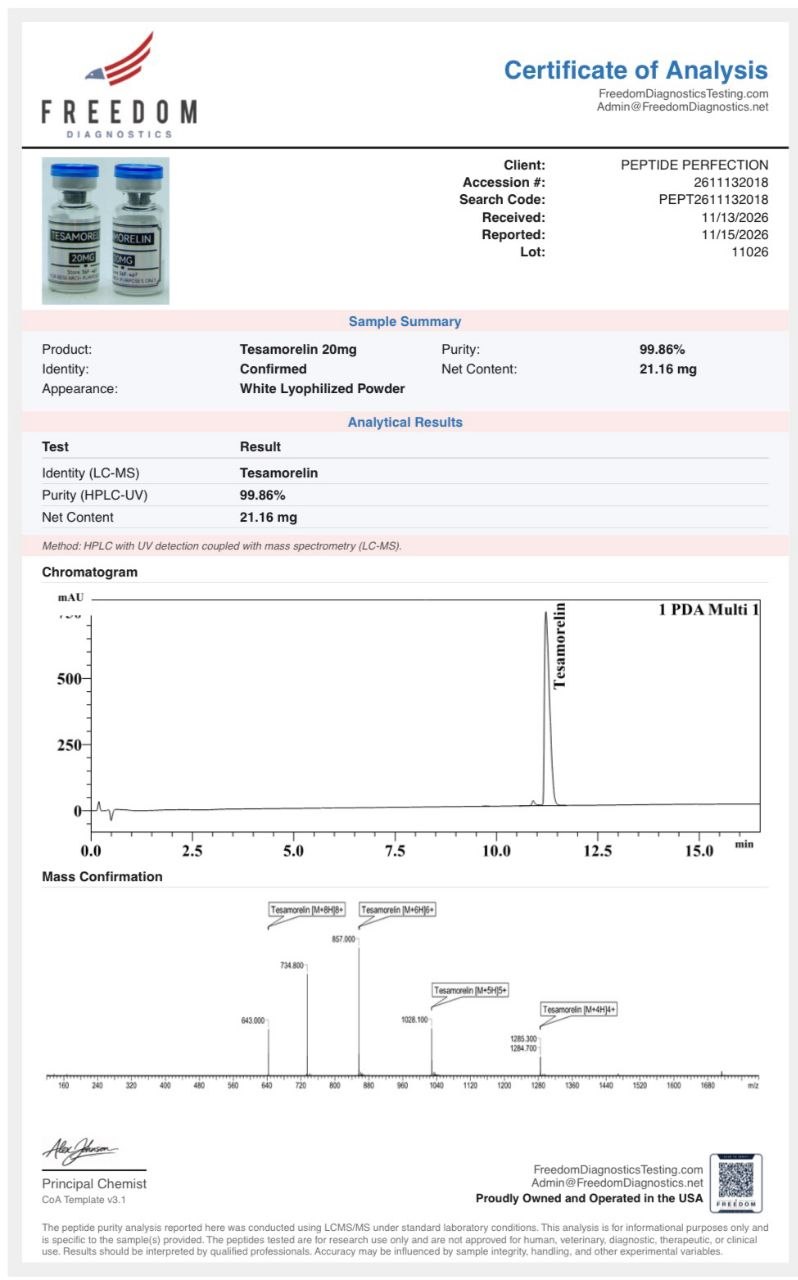 FREEDOM
DIAGNOSTICS
Certificate of Analysis
FreedomDiagnosticsTesting.com
Admin@FreedomDiagnostics.net
TESAMORE MORELIN
20MG 0MG
Client: PEPTIDE PERFECTION
Accession #: 2611132018
Search Code: PEPT2611132018
Received: 11/13/2026
Reported: 11/15/2026
Lot: 11026
Sample Summary
Product: Tesamorelin 20mg Purity: 99.86%
Identity: Confirmed Net Content: 21.16 mg
Appearance: White Lyophilized Powder
Analytical Results
Test Result
Identity (LC-MS) Tesamorelin
Purity (HPLC-UV) 99.86%
Net Content 21.16 mg
Method: HPLC with UV detection coupled with mass spectrometry (LC-MS).
Chromatogram
mAU
750
1 PDA Multi 1
Tesamorelin
500
250
0
0.0 2.5 5.0 7.5 10.0 12.5 15.0 min
Mass Confirmation
Tesamorelin [M+8H]8+ Tesamorelin [M+6H]6+
857.000
734.800
Tesamorelin [M+5H]5+
643.000 1028.100
Tesamorelin [M+4H]4+
1285.300
1284.700
160 240 320 400 480 560 640 720 800 880 960 1040 1120 1200 1280 1360 1440 1520 1600 1680 m/z
Alex Johnson
Principal Chemist
CoA Template v3.1
FreedomDiagnosticsTesting.com
Admin@FreedomDiagnostics.net
Proudly Owned and Operated in the USA
FREEDOM
The peptide purity analysis reported here was conducted using LCMS/MS under standard laboratory conditions. This analysis is for informational purposes only and
is specific to the sample(s) provided. The peptides tested are for research use only and are not approved for human, veterinary, diagnostic, therapeutic, or clinical
use. Results should be interpreted by qualified professionals. Accuracy may be influenced by sample integrity, handling, and other experimental variables.